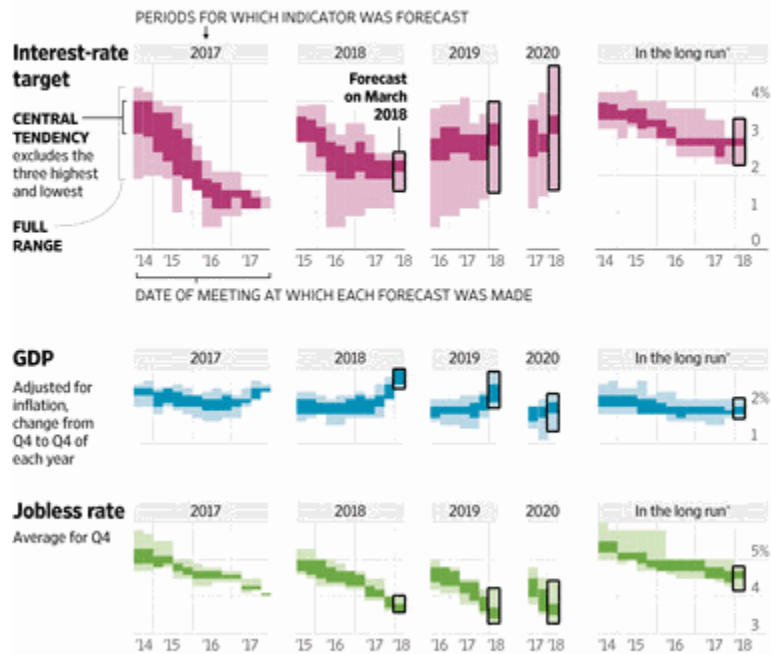 PERIODS FOR WHICH INDICATOR WAS FORECAST
Interest-rate
target
2017
2018
2019
2020
In the long run*
Forecast
on March
2018
CENTRAL
TENDENCY
excludes the
three highest
and lowest
FULL
RANGE
4%
3
2
1
0
'14 '15 '16 '17
'15 '16 '17 '18
'16 '17 '18
'17 '18
'14 '15 '16 '17 '18
DATE OF MEETING AT WHICH EACH FORECAST WAS MADE
GDP
Adjusted for
inflation,
change from
Q4 to Q4 of
each year
2017
2018
2019
2020
In the long run*
2%
1
Jobless rate
Average for Q4
2017
2018
2019
2020
In the long run*
5%
4
3
'14 '15 '16 '17
'15 '16 '17 '18
'16 '17 '18
'17 '18
'14 '15 '16 '17 '18